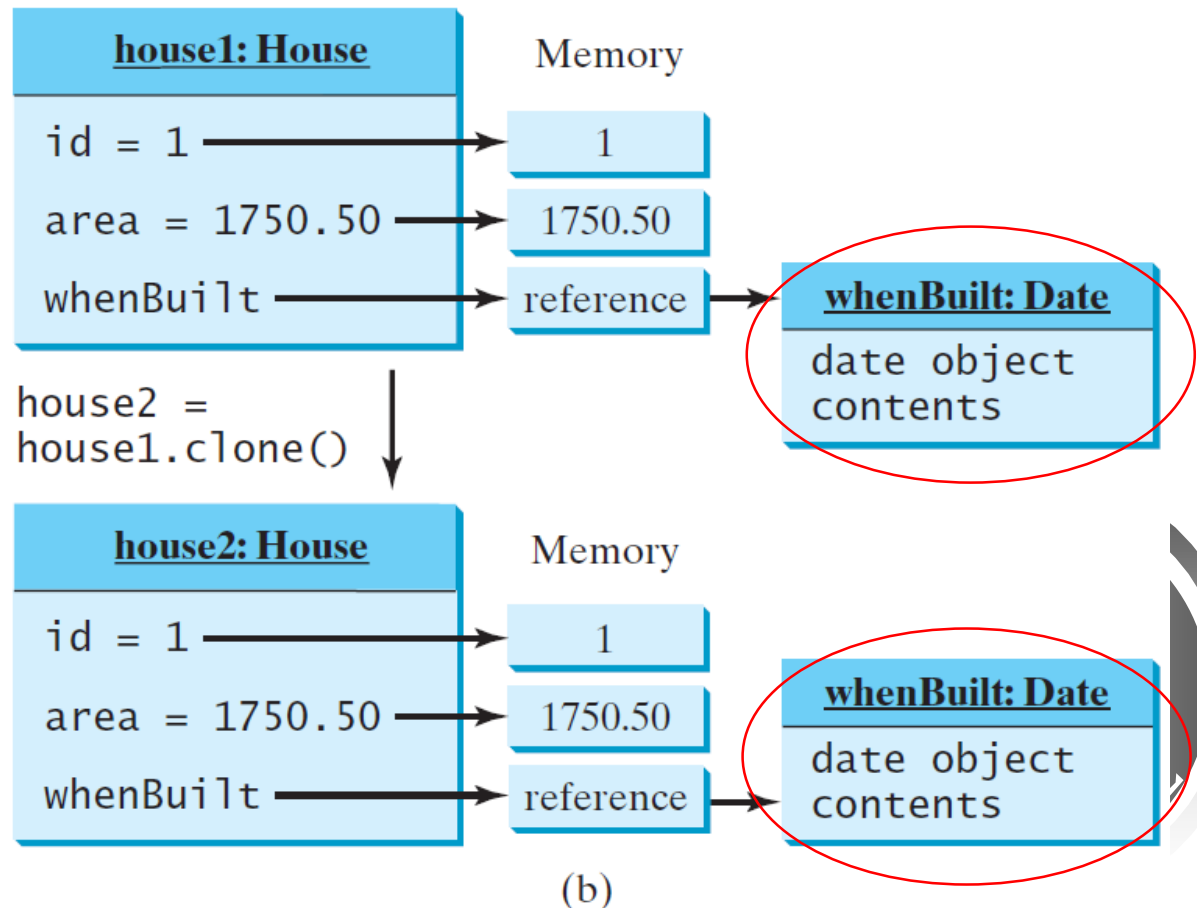 house1: House
Memory
id = 1
1
area = 1750.50
1750.50
whenBuilt
reference
whenBuilt: Date
date object
contents
house2 =
house1.clone()
house2: House
Memory
id = 1
1
area = 1750.50
1750.50
whenBuilt
reference
whenBuilt: Date
date object
contents
(b)